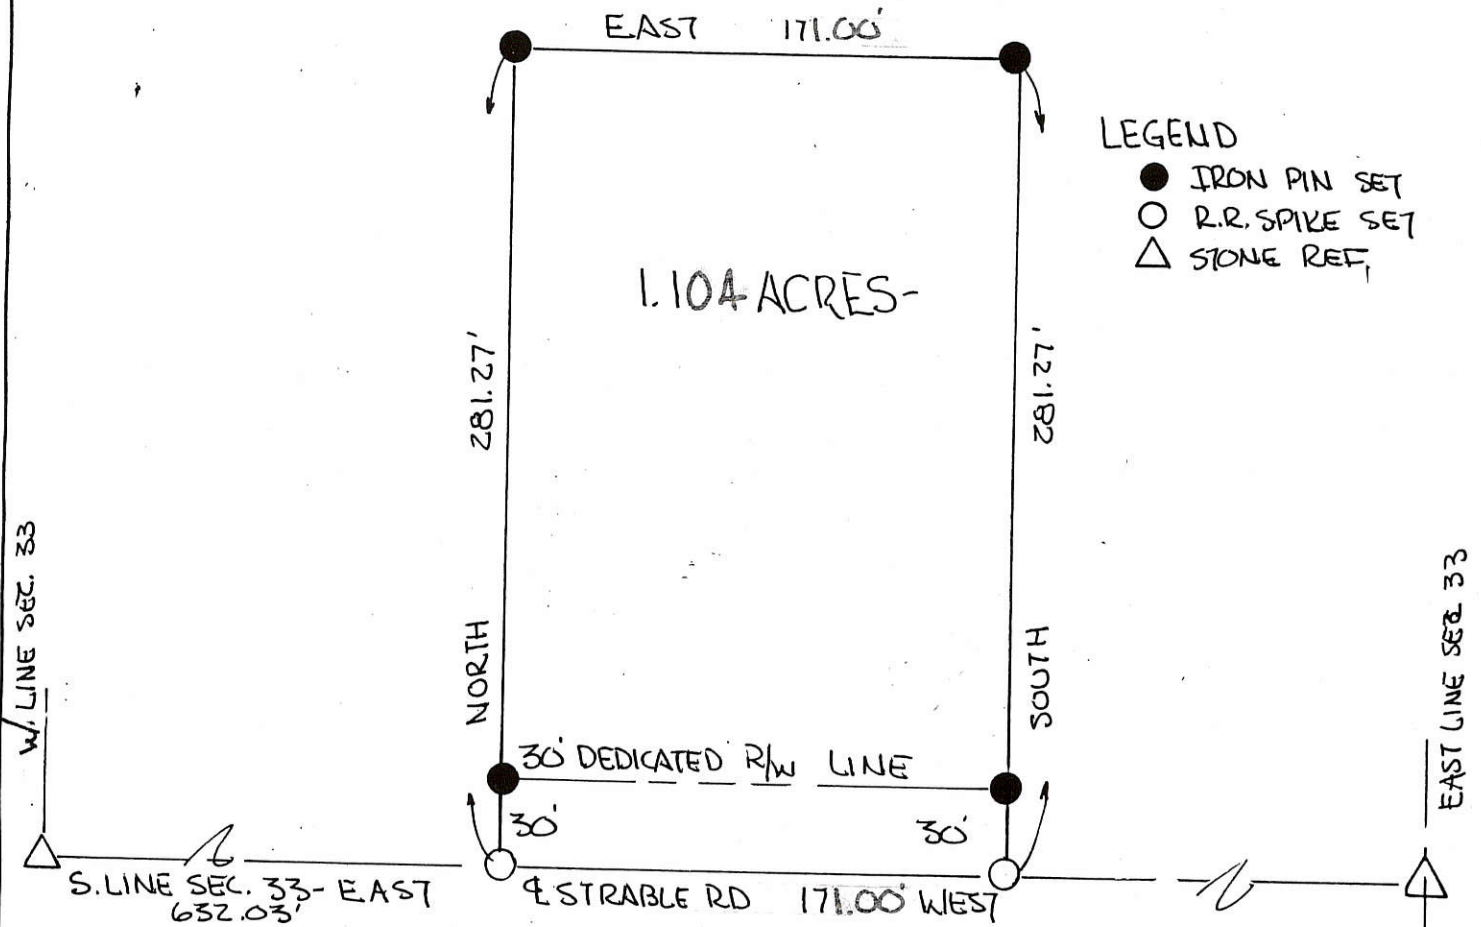 EAST 171.00'
LEGEND
IRON PIN SET
R.R. SPIKE SET
STONE REF.
1.104 ACRES-
281.27'
281.27'
NORTH
SOUTH
W. LINE SEC. 33
EAST LINE SEC 33
30' DEDICATED R/W LINE
30'
30'
S. LINE SEC. 33- EAST
632.03'
℄ STRABLE RD 171.00' WEST